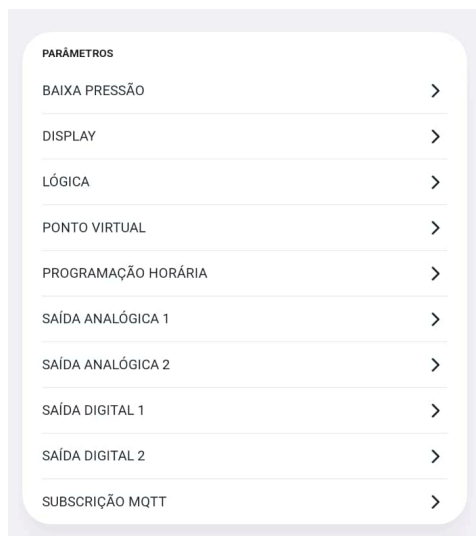 PARÂMETROS
BAIXA PRESSÃO
DISPLAY
LÓGICA
PONTO VIRTUAL
PROGRAMAÇÃO HORÁRIA
SAÍDA ANALÓGICA 1
SAÍDA ANALÓGICA 2
SAÍDA DIGITAL 1
SAÍDA DIGITAL 2
SUBSCRIÇÃO MQTT